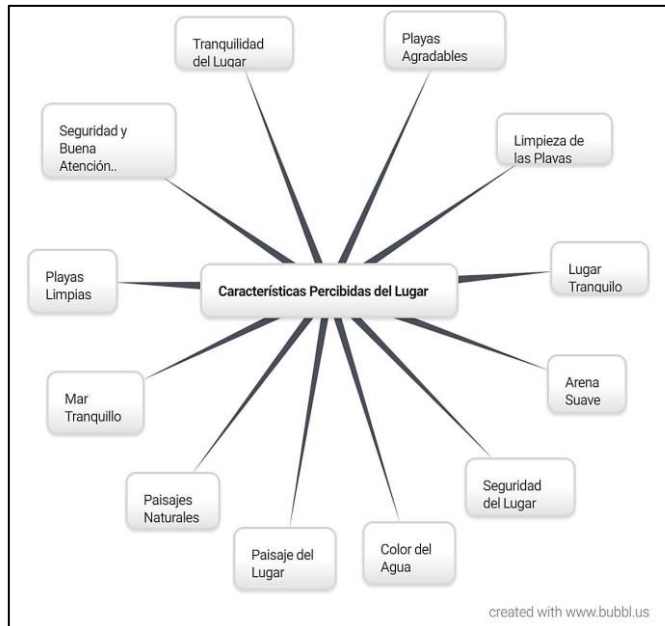 Tranquilidad
del Lugar
Playas
Agradables
Seguridad y
Buena
Atención..
Limpieza de
las Playas
Playas
Limpias
Características Percibidas del Lugar
Lugar
Tranquilo
Mar
Tranquillo
Arena
Suave
Paisajes
Naturales
Seguridad
del Lugar
Paisaje del
Lugar
Color del
Agua
created with www.bubbl.us